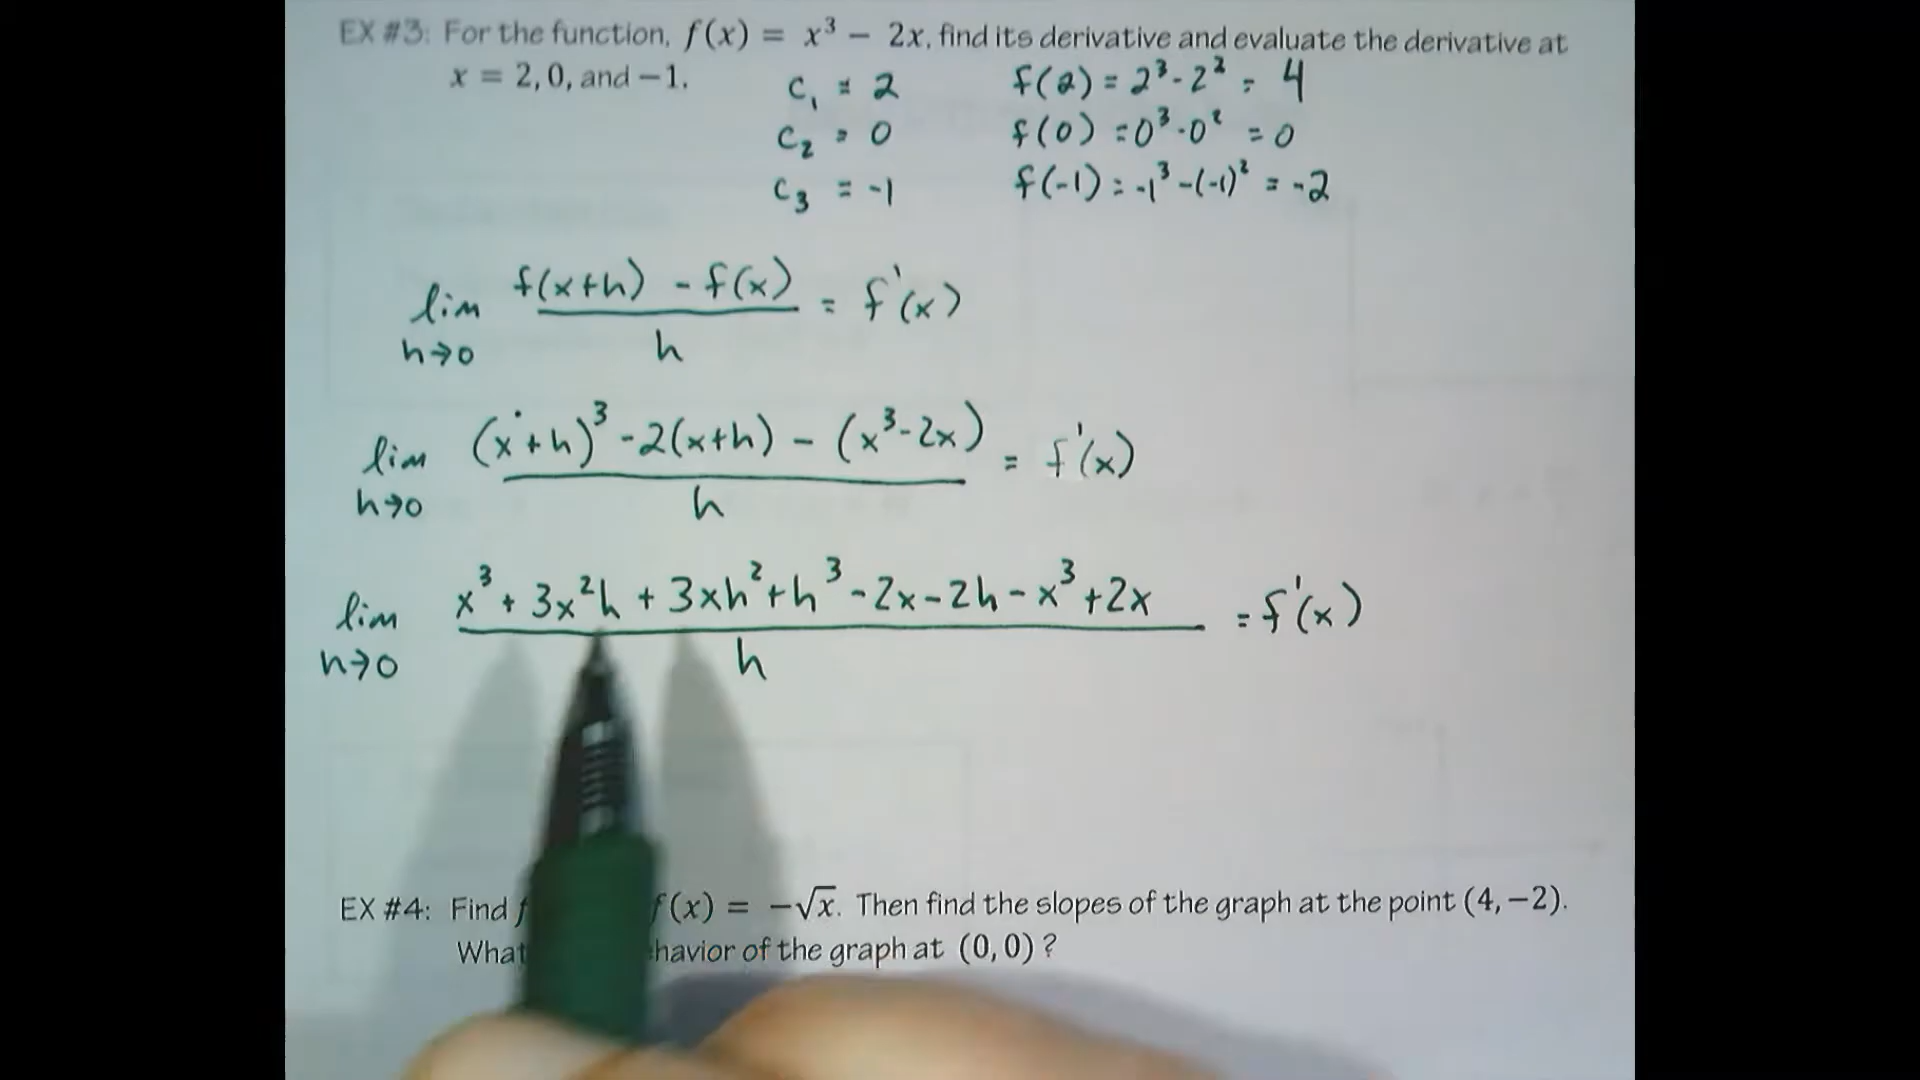 EX #3: For the function, f(x) = x³ − 2x, find its derivative and evaluate the derivative at
x = 2, 0, and −1.
c₁ = 2 f(2) = 2³ - 2² = 4
c₂ = 0 f(0) = 0³ - 0² = 0
c₃ = -1 f(-1) = -1³ - (-1)² = -2
lim h→0 (f(x+h) - f(x))/h = f'(x)
lim h→0 ((x+h)³ - 2(x+h) - (x³ - 2x))/h = f'(x)
lim h→0 (x³ + 3x²h + 3xh² + h³ - 2x - 2h - x³ + 2x)/h = f'(x)
EX #4: Find f(x) = −√x. Then find the slopes of the graph at the point (4, −2).
What havior of the graph at (0, 0) ?